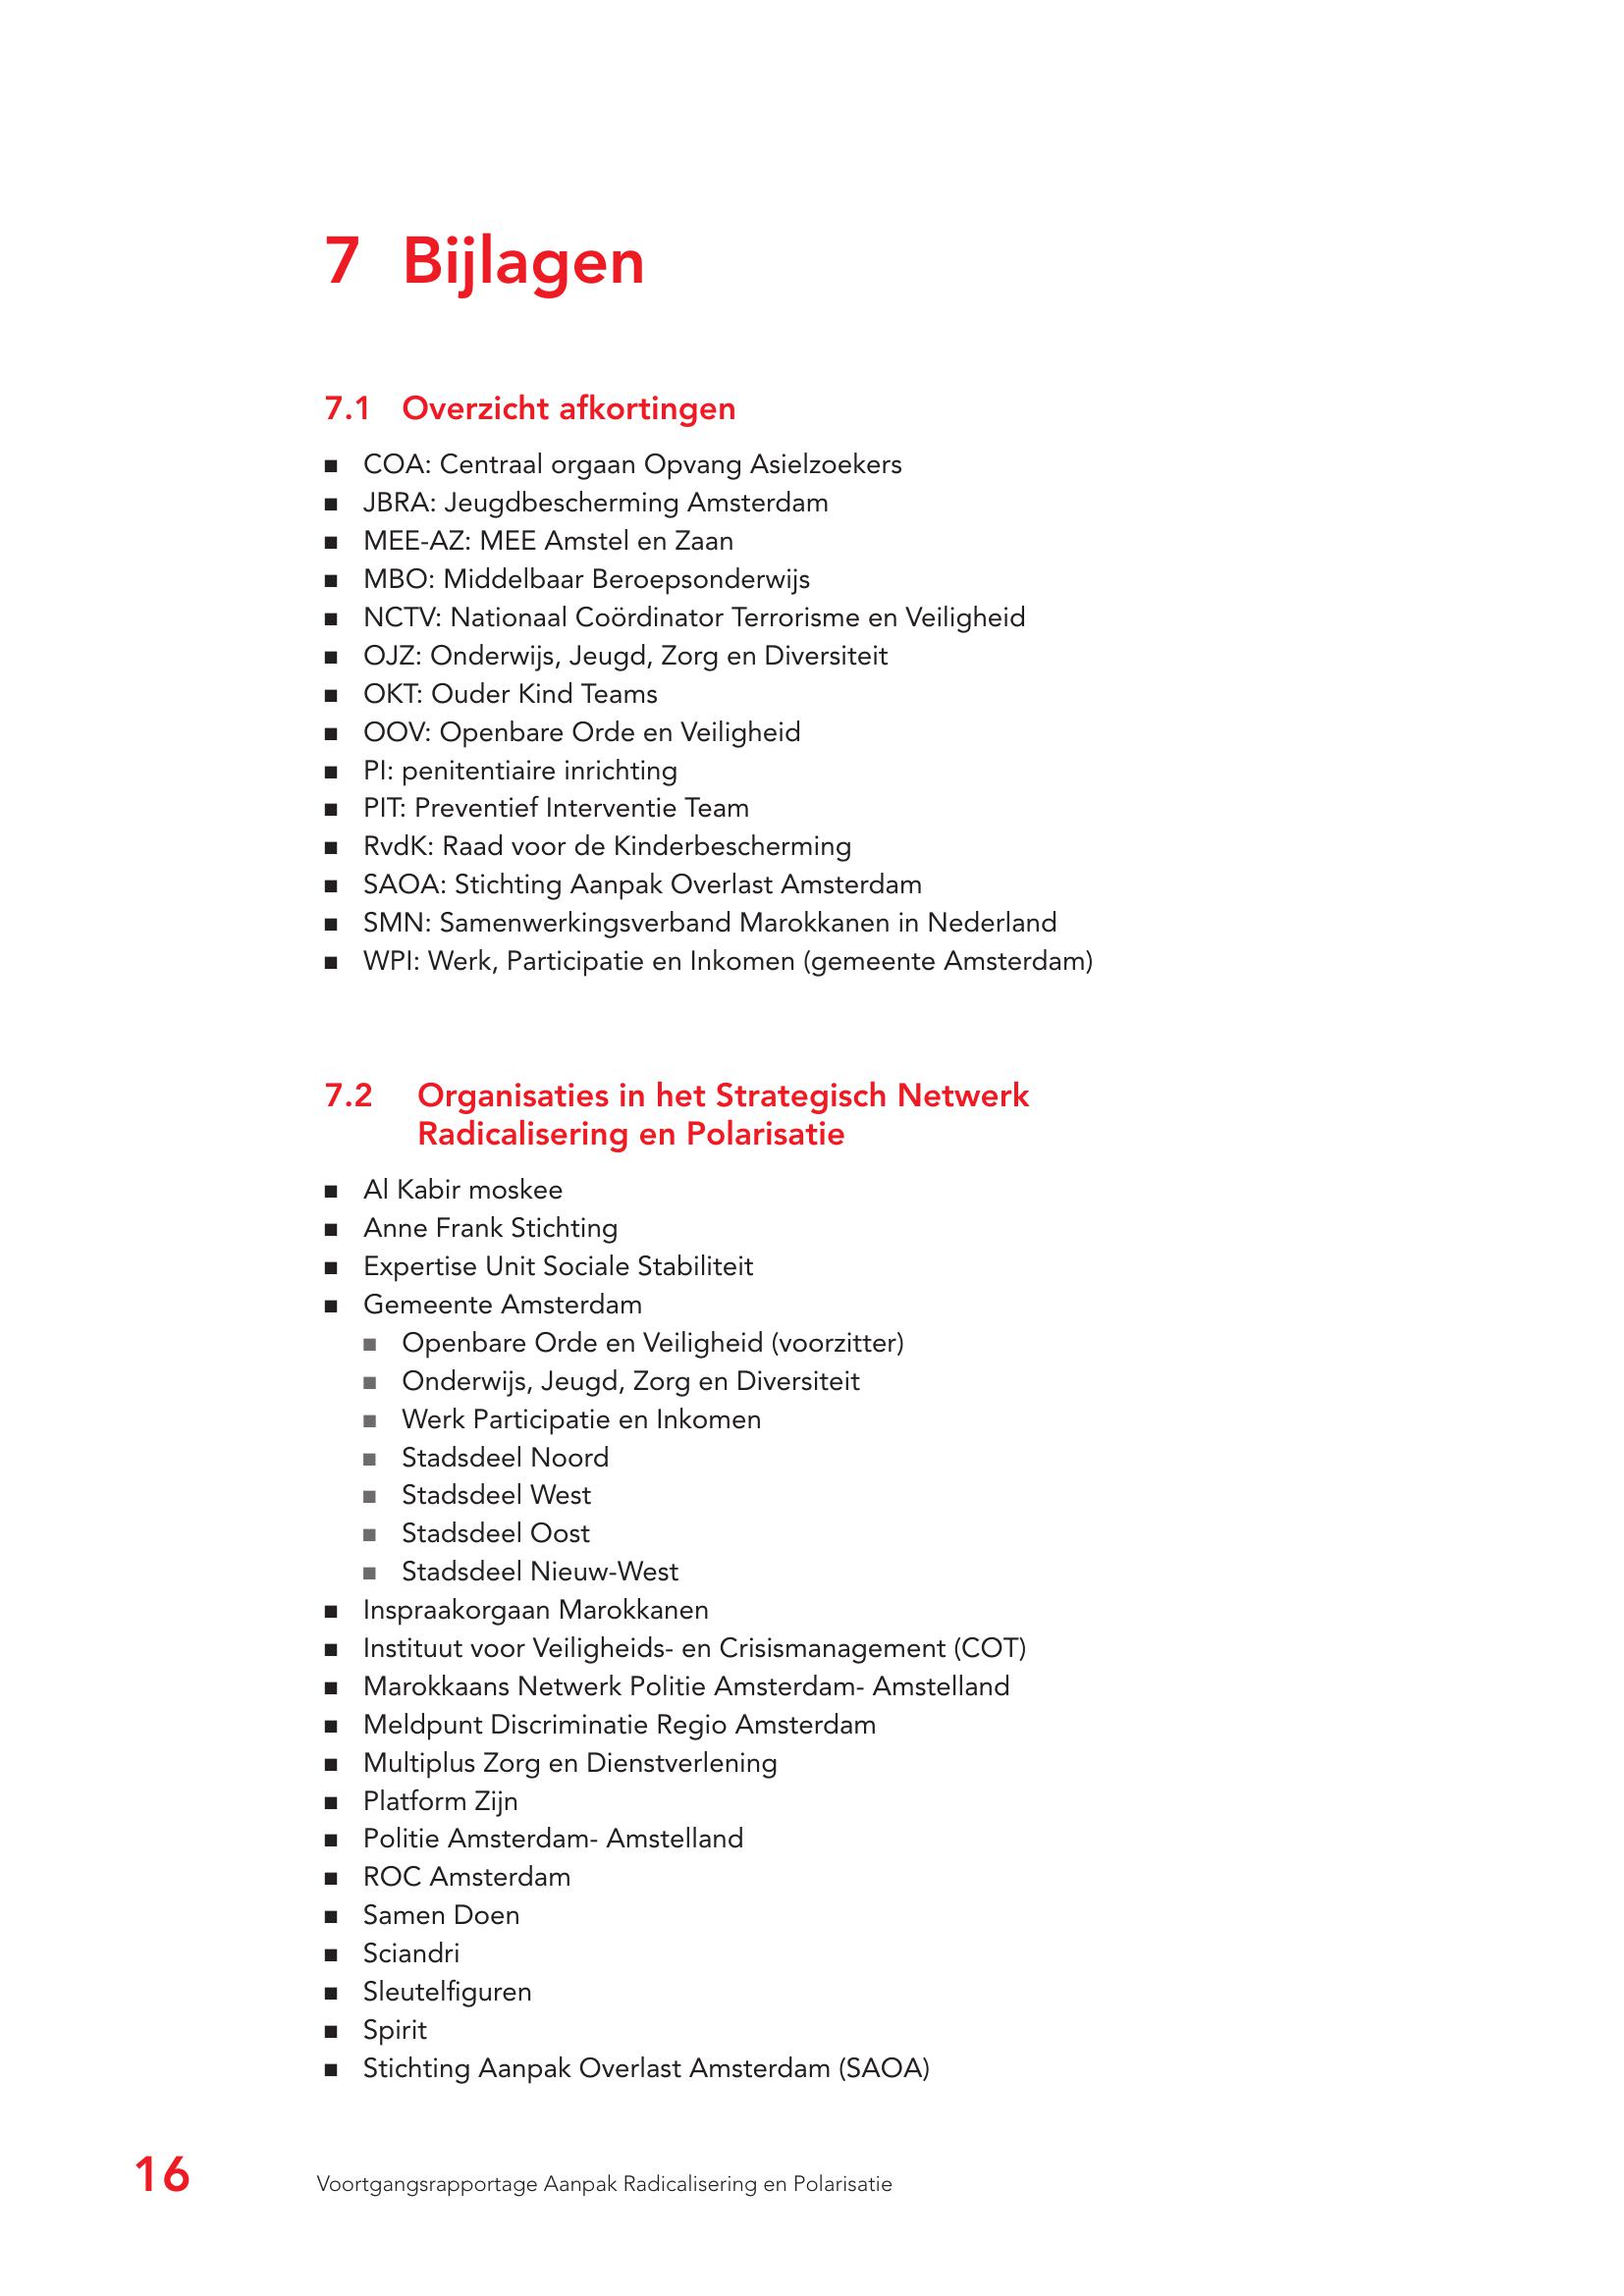 7 Bijlagen
7.1 Overzicht afkortingen
■ COA: Centraal orgaan Opvang Asielzoekers
■ JBRA: Jeugdbescherming Amsterdam
■ MEE-AZ: MEE Amstel en Zaan
■ MBO: Middelbaar Beroepsonderwijs
■ NCTV: Nationaal Coördinator Terrorisme en Veiligheid
■ OJZ: Onderwijs, Jeugd, Zorg en Diversiteit
■ OKT: Ouder Kind Teams
■ OOV: Openbare Orde en Veiligheid
■ PI: penitentiaire inrichting
■ PIT: Preventief Interventie Team
■ RvdK: Raad voor de Kinderbescherming
■ SAOA: Stichting Aanpak Overlast Amsterdam
■ SMN: Samenwerkingsverband Marokkanen in Nederland
■ WPI: Werk, Participatie en Inkomen (gemeente Amsterdam)
7.2 Organisaties in het Strategisch Netwerk
Radicalisering en Polarisatie
■ Al Kabir moskee
■ Anne Frank Stichting
■ Expertise Unit Sociale Stabiliteit
■ Gemeente Amsterdam
■ Openbare Orde en Veiligheid (voorzitter)
■ Onderwijs, Jeugd, Zorg en Diversiteit
■ Werk Participatie en Inkomen
■ Stadsdeel Noord
■ Stadsdeel West
■ Stadsdeel Oost
■ Stadsdeel Nieuw-West
■ Inspraakorgaan Marokkanen
■ Instituut voor Veiligheids- en Crisismanagement (COT)
■ Marokkaans Netwerk Politie Amsterdam- Amstelland
■ Meldpunt Discriminatie Regio Amsterdam
■ Multiplus Zorg en Dienstverlening
■ Platform Zijn
■ Politie Amsterdam- Amstelland
■ ROC Amsterdam
■ Samen Doen
■ Sciandri
■ Sleutelfiguren
■ Spirit
■ Stichting Aanpak Overlast Amsterdam (SAOA)
16 Voortgangsrapportage Aanpak Radicalisering en Polarisatie